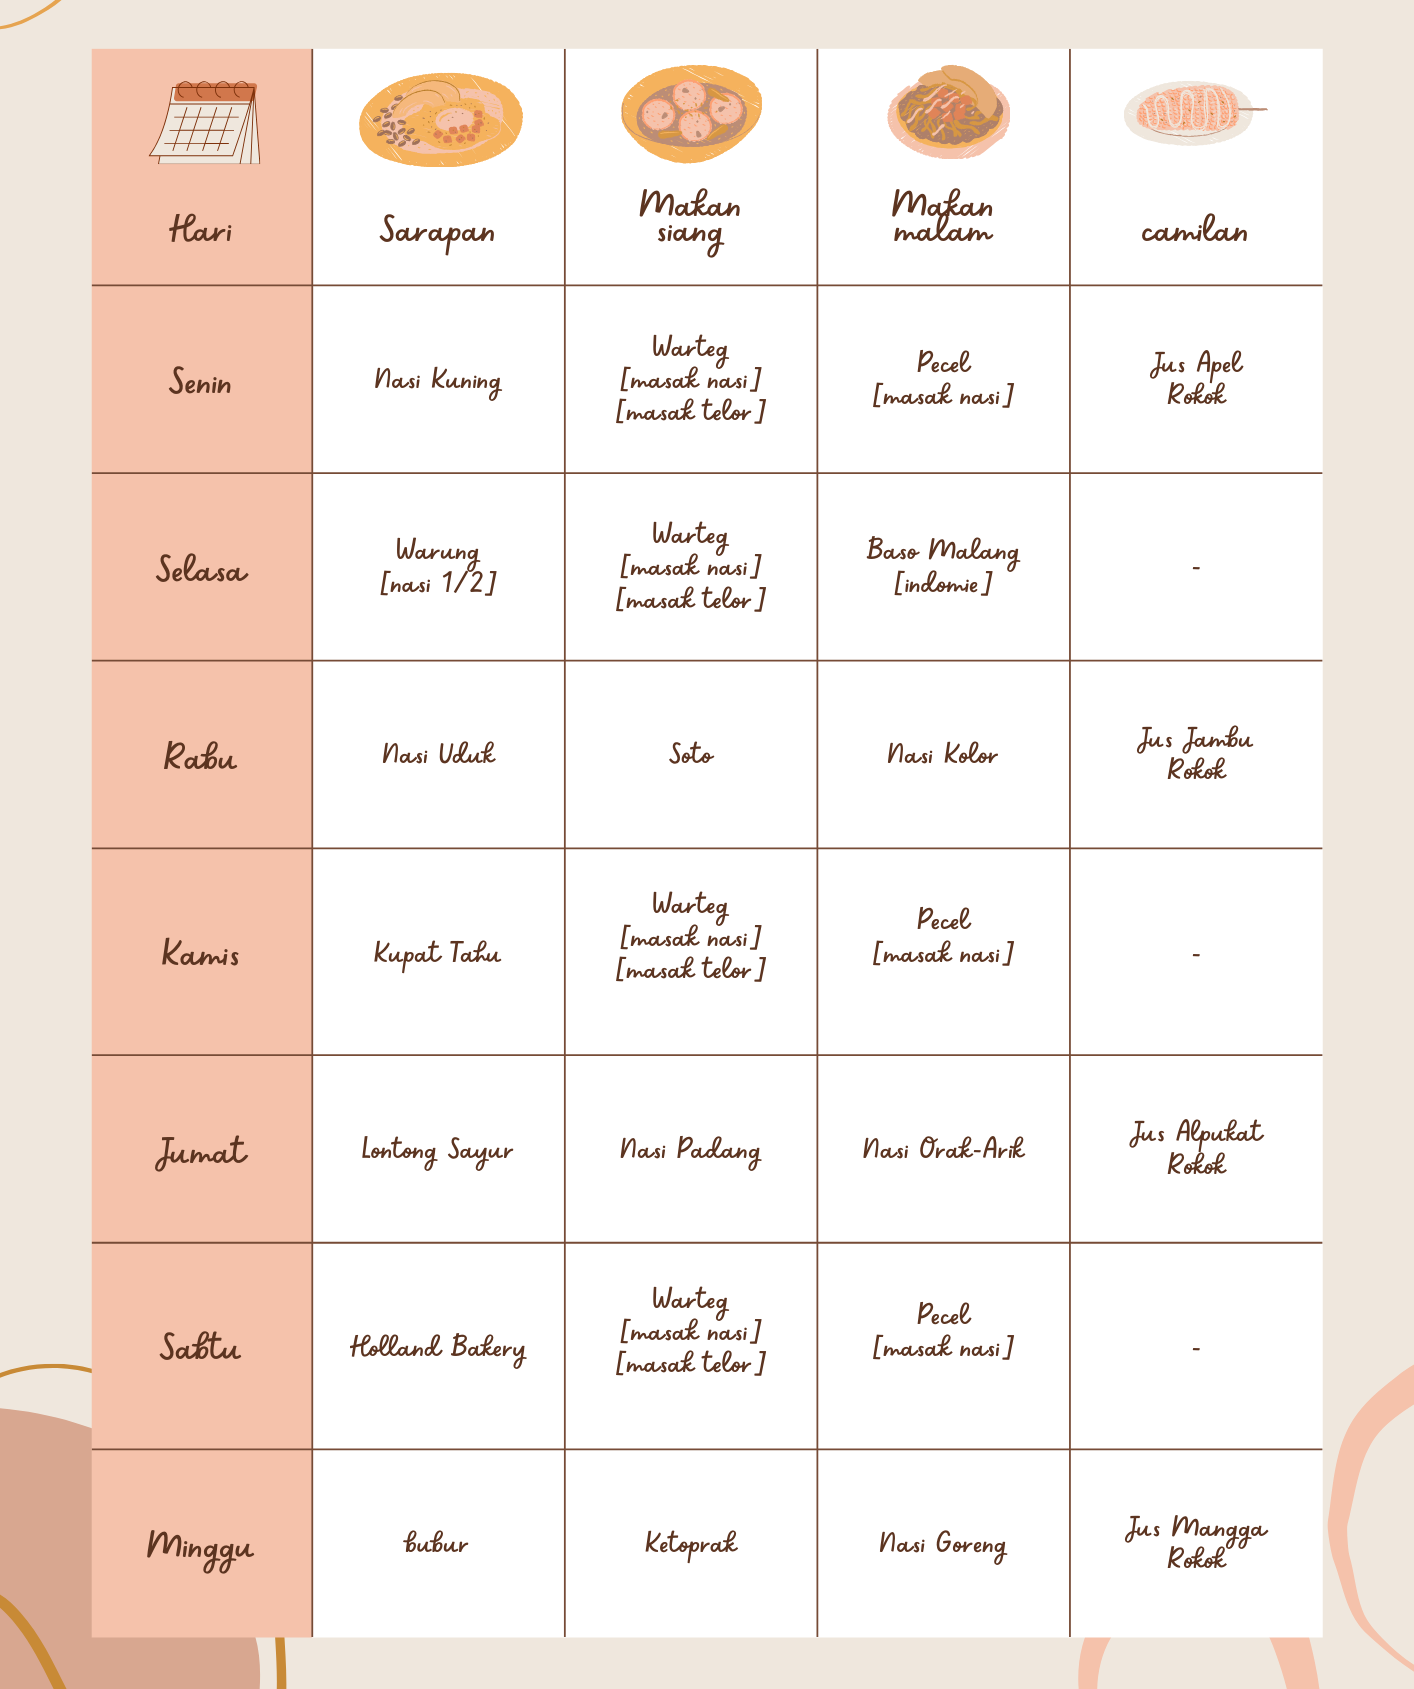 Hari
Sarapan
Makan
siang
Makan
malam
camilan
Senin
Nasi Kuning
Warteg
[masak nasi]
[masak telor]
Pecel
[masak nasi]
Jus Apel
Rokok
Selasa
Warung
[nasi 1/2]
Warteg
[masak nasi]
[masak telor]
Baso Malang
[indomie]
-
Rabu
Nasi Uduk
Soto
Nasi Kolor
Jus Jambu
Rokok
Kamis
Kupat Tahu
Warteg
[masak nasi]
[masak telor]
Pecel
[masak nasi]
-
Jumat
Lontong Sayur
Nasi Padang
Nasi Orak-Arik
Jus Alpukat
Rokok
Sabtu
Holland Bakery
Warteg
[masak nasi]
[masak telor]
Pecel
[masak nasi]
-
Minggu
bubur
Ketoprak
Nasi Goreng
Jus Mangga
Rokok